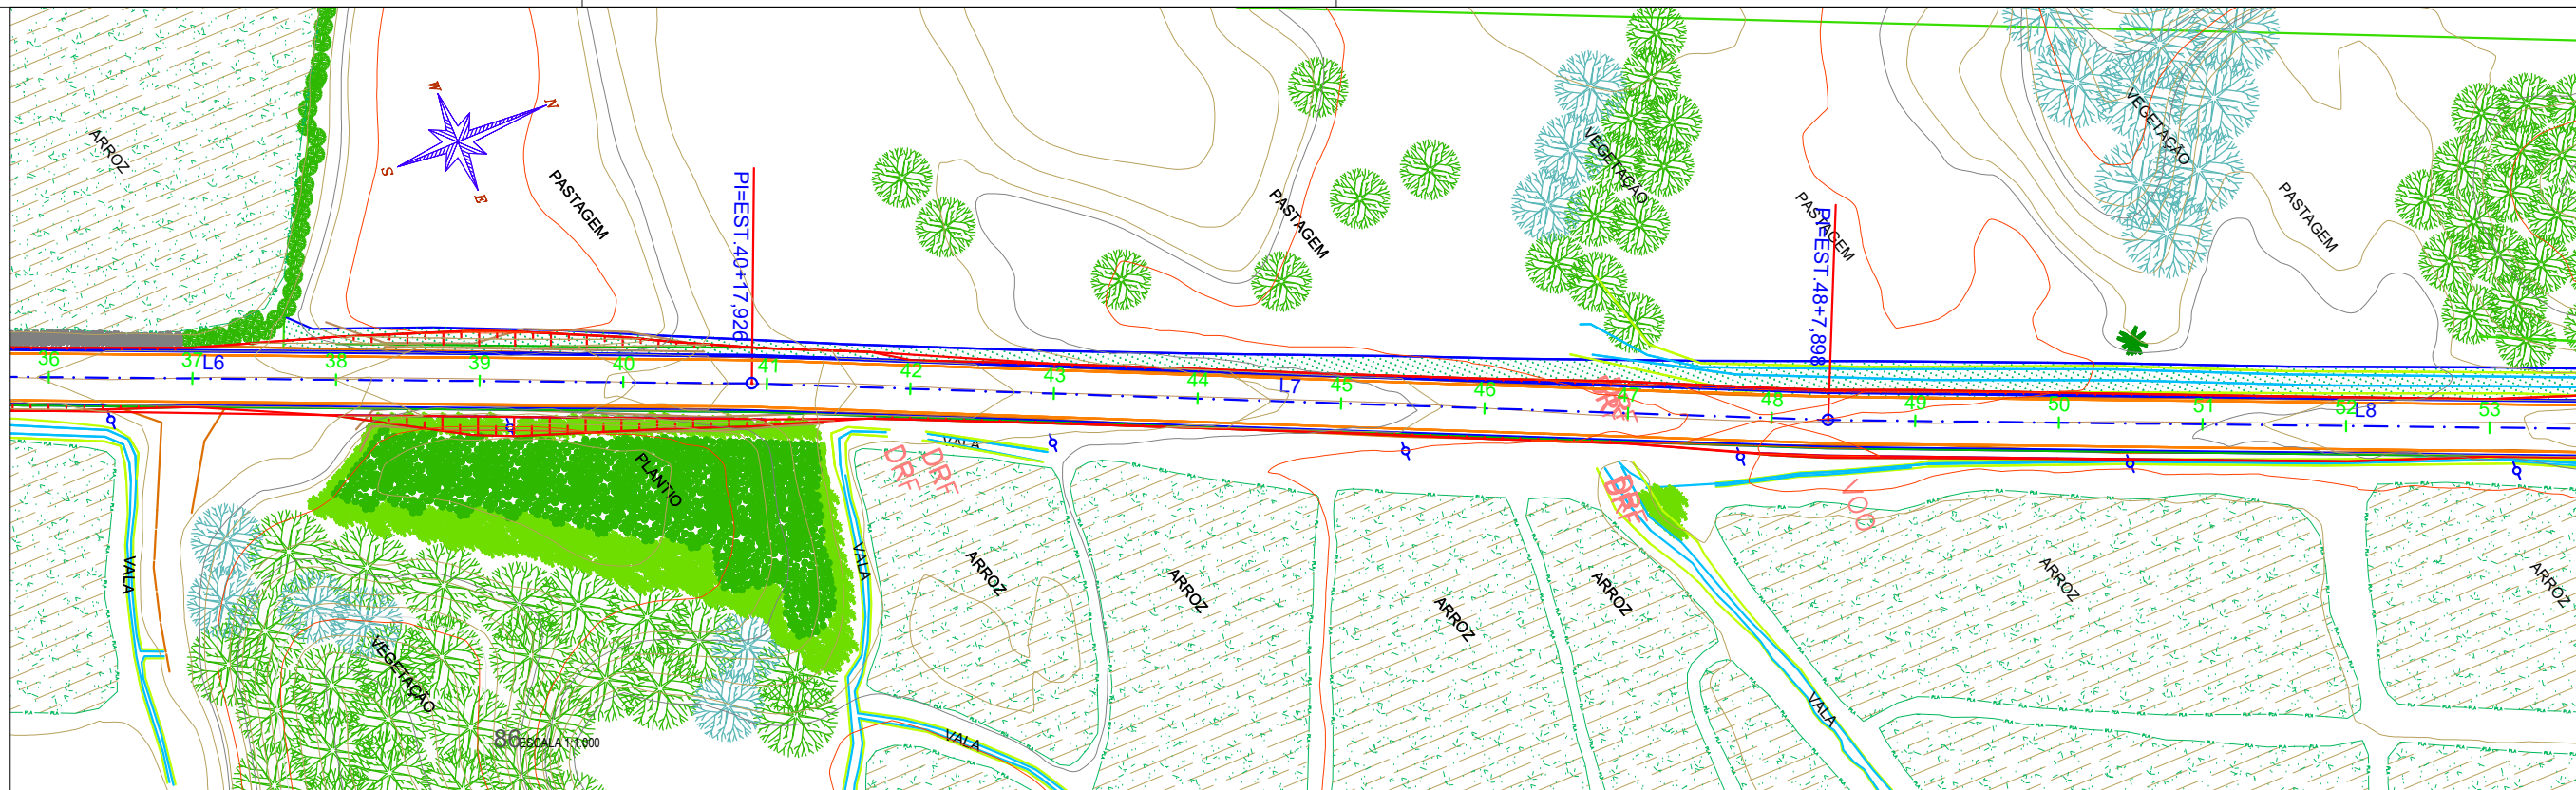 ARROZ
W
N
S
E
PASTAGEM
PI=EST.40+17,926
PASTAGEM
VEGETAÇÃO
PASTAGEM
PI=EST.48+7,898
VEGETAÇÃO
PASTAGEM
36
37
L6
38
39
40
41
42
43
44
L7
45
46
47
48
49
50
51
52
L8
53
PLANTIO
VALA
DRF
DRF
DRF
VOO
VALA
VALA
ARROZ
ARROZ
ARROZ
ARROZ
ARROZ
ARROZ
VEGETAÇÃO
VALA
VALA
86
ESCALA 1:1.000